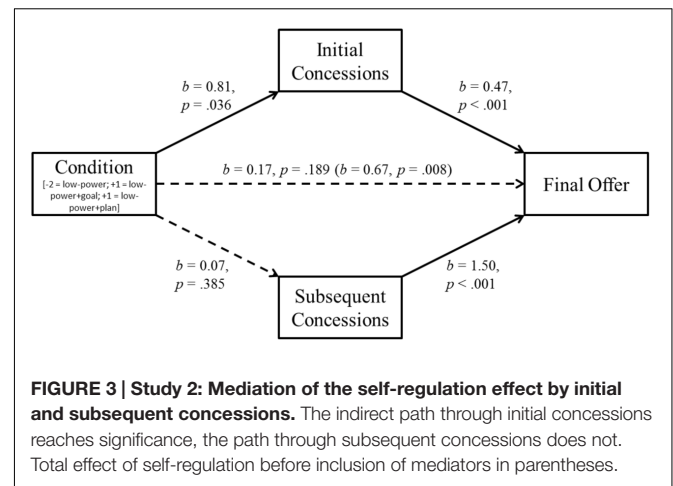 Initial
Concessions
b = 0.81,
p = .036
b = 0.47,
p < .001
Condition
[-2 = low-power; +1 = low-
power+goal; +1 = low-
power+plan]
b = 0.17, p = .189 (b = 0.67, p = .008)
Final Offer
b = 0.07,
p = .385
b = 1.50,
p < .001
Subsequent
Concessions
FIGURE 3 | Study 2: Mediation of the self-regulation effect by initial
and subsequent concessions. The indirect path through initial concessions
reaches significance, the path through subsequent concessions does not.
Total effect of self-regulation before inclusion of mediators in parentheses.